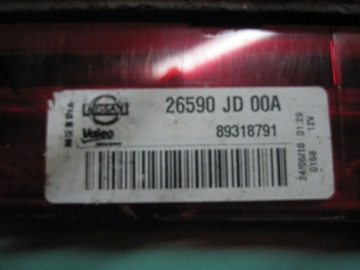 NISSAN
26590 JD 00A
Valeo
89318791
24/06/10 01:29
0168 12V